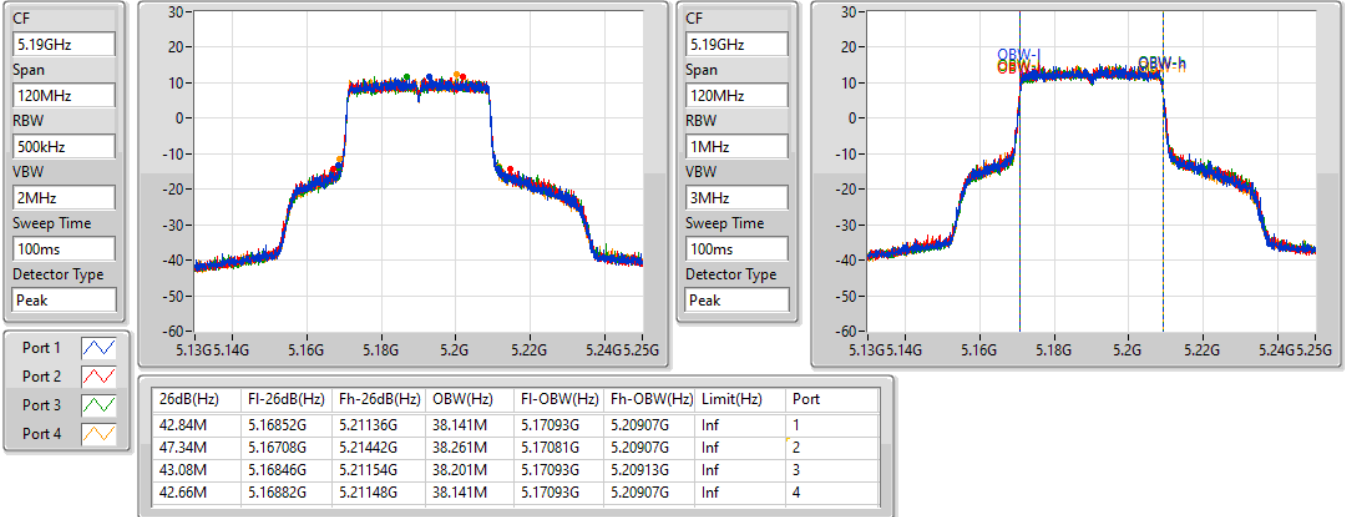 CF
5.19GHz
Span
120MHz
RBW
500kHz
VBW
2MHz
Sweep Time
100ms
Detector Type
Peak
30
20
10
0
-10
-20
-30
-40
-50
-60
5.13G 5.14G 5.16G 5.18G 5.2G 5.22G 5.24G 5.25G
CF
5.19GHz
Span
120MHz
RBW
1MHz
VBW
3MHz
Sweep Time
100ms
Detector Type
Peak
30
20
10
0
-10
-20
-30
-40
-50
-60
OBW-l
OBW-h
5.13G 5.14G 5.16G 5.18G 5.2G 5.22G 5.24G 5.25G
Port 1
Port 2
Port 3
Port 4
26dB(Hz) Fl-26dB(Hz) Fh-26dB(Hz) OBW(Hz) Fl-OBW(Hz) Fh-OBW(Hz) Limit(Hz) Port
42.84M 5.16852G 5.21136G 38.141M 5.17093G 5.20907G Inf 1
47.34M 5.16708G 5.21442G 38.261M 5.17081G 5.20907G Inf 2
43.08M 5.16846G 5.21154G 38.201M 5.17093G 5.20913G Inf 3
42.66M 5.16882G 5.21148G 38.141M 5.17093G 5.20907G Inf 4